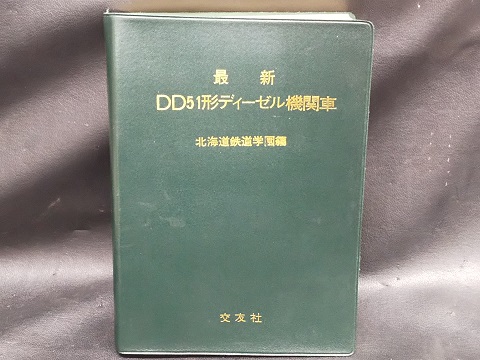 最新
DD51形ディーゼル機関車
北海道鉄道学園編
交友社